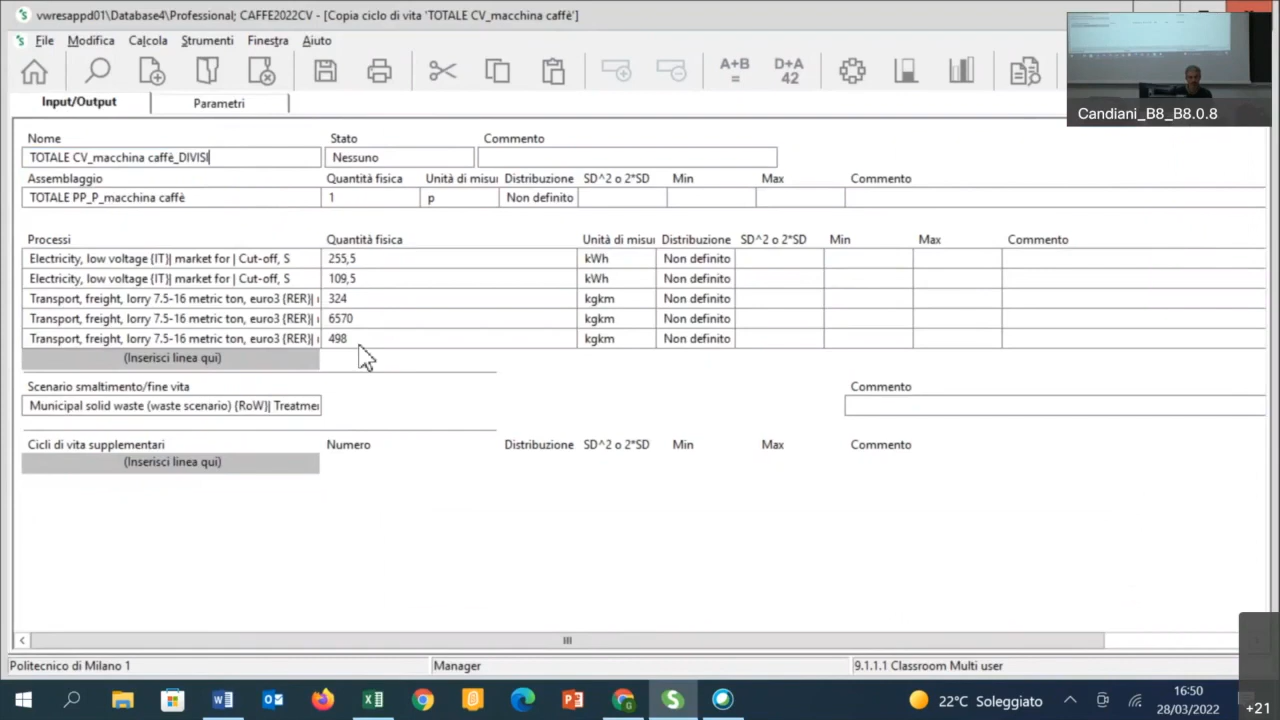 vwresappd01\Database4\Professional; CAFFE2022CV - [Copia ciclo di vita 'TOTALE CV_macchina caffè']
File Modifica Calcola Strumenti Finestra Aiuto
A+B = D+A 42
Input/Output Parametri
Candiani_B8_B8.0.8
Nome Stato Commento
TOTALE CV_macchina caffè_DIVISI Nessuno
Assemblaggio Quantità fisica Unità di misur Distribuzione SD^2 o 2*SD Min Max Commento
TOTALE PP_P_macchina caffè 1 p Non definito
Processi Quantità fisica Unità di misur Distribuzione SD^2 o 2*SD Min Max Commento
Electricity, low voltage {IT}| market for | Cut-off, S 255,5 kWh Non definito
Electricity, low voltage {IT}| market for | Cut-off, S 109,5 kWh Non definito
Transport, freight, lorry 7.5-16 metric ton, euro3 {RER}| 324 kgkm Non definito
Transport, freight, lorry 7.5-16 metric ton, euro3 {RER}| 6570 kgkm Non definito
Transport, freight, lorry 7.5-16 metric ton, euro3 {RER}| 498 kgkm Non definito
(Inserisci linea qui)
Scenario smaltimento/fine vita Commento
Municipal solid waste (waste scenario) {RoW}| Treatmer
Cicli di vita supplementari Numero Distribuzione SD^2 o 2*SD Min Max Commento
(Inserisci linea qui)
Politecnico di Milano 1 Manager 9.1.1.1 Classroom Multi user
22°C Soleggiato 16:50
28/03/2022
+21